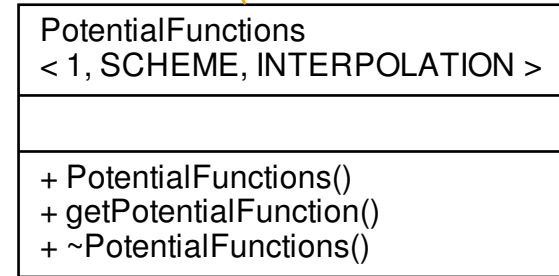 PotentialFunctions
< 1, SCHEME, INTERPOLATION >
+ PotentialFunctions()
+ getPotentialFunction()
+ ~PotentialFunctions()